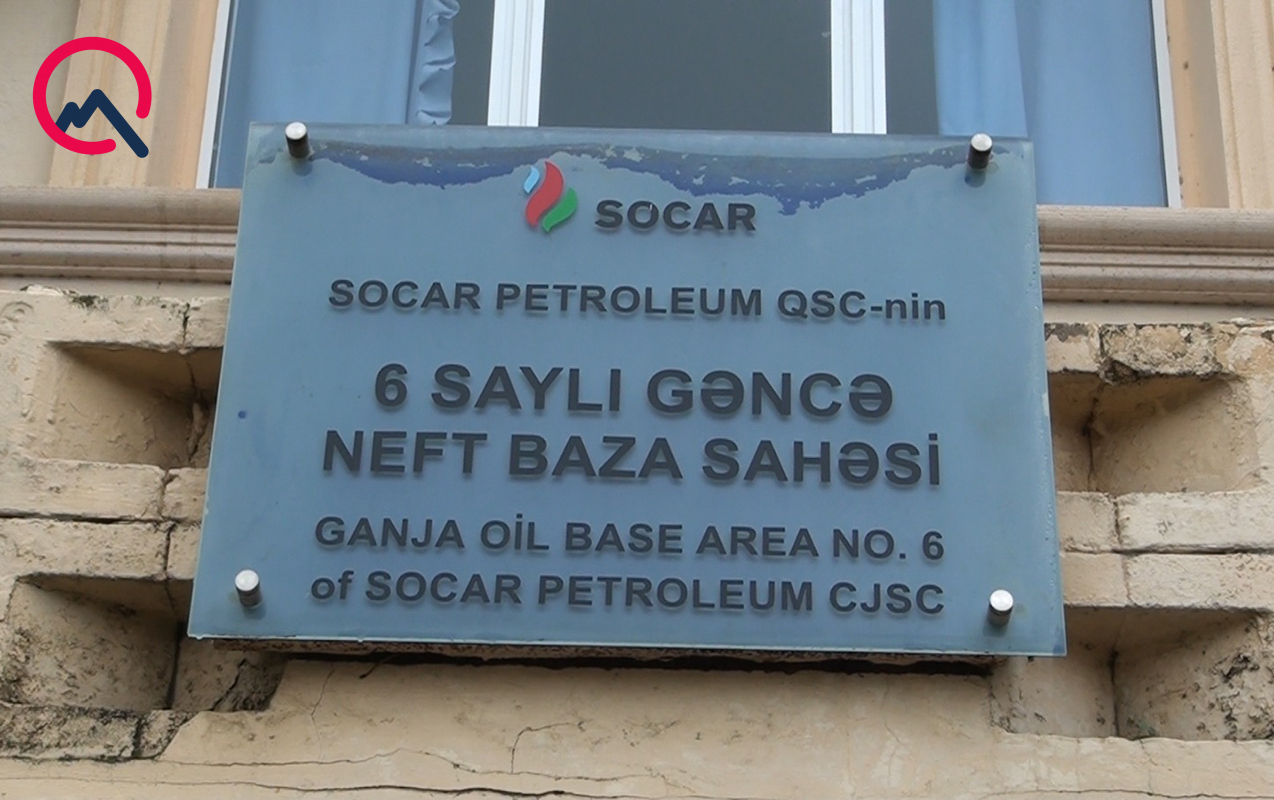 SOCAR
SOCAR PETROLEUM QSC-nin
6 SAYLI GƏNCƏ
NEFT BAZA SAHƏSİ
GANJA OİL BASE AREA NO. 6
of SOCAR PETROLEUM CJSC